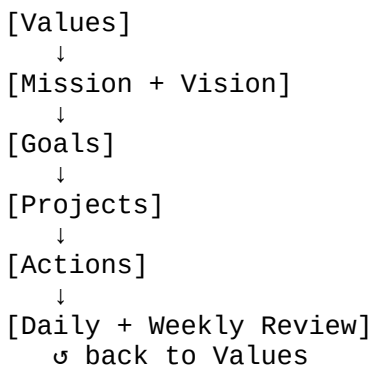 [Values]
↓
[Mission + Vision]
↓
[Goals]
↓
[Projects]
↓
[Actions]
↓
[Daily + Weekly Review]
↺ back to Values